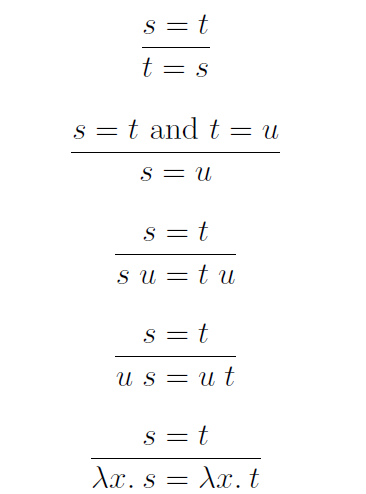 s = t
t = s
s = t and t = u
s = u
s = t
s u = t u
s = t
u s = u t
s = t
λx. s = λx. t